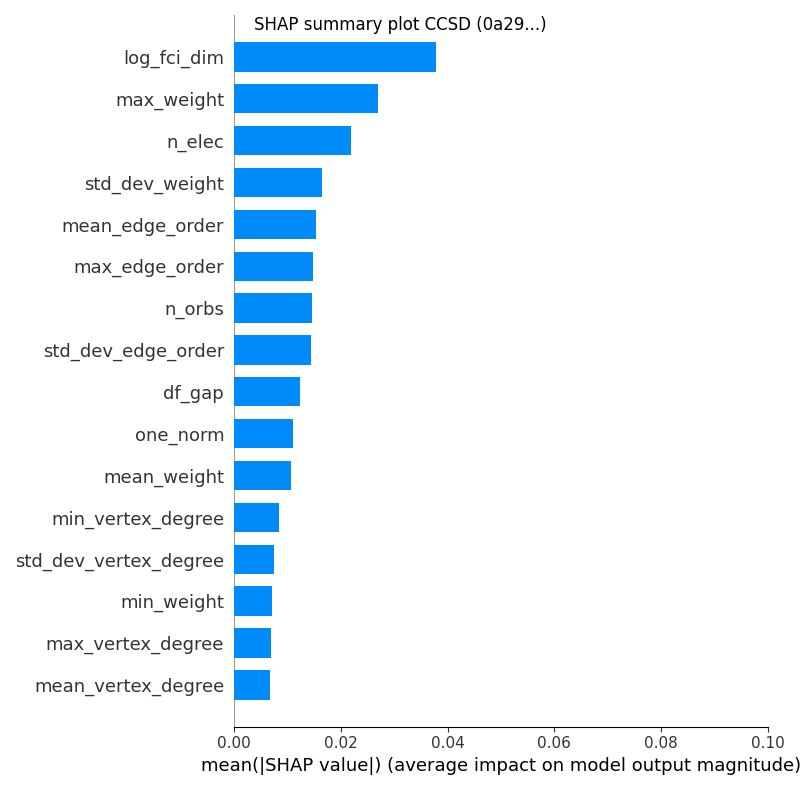 SHAP summary plot CCSD (0a29...)
log_fci_dim
max_weight
n_elec
std_dev_weight
mean_edge_order
max_edge_order
n_orbs
std_dev_edge_order
df_gap
one_norm
mean_weight
min_vertex_degree
std_dev_vertex_degree
min_weight
max_vertex_degree
mean_vertex_degree
0.00 0.02 0.04 0.06 0.08 0.10
mean(|SHAP value|) (average impact on model output magnitude)